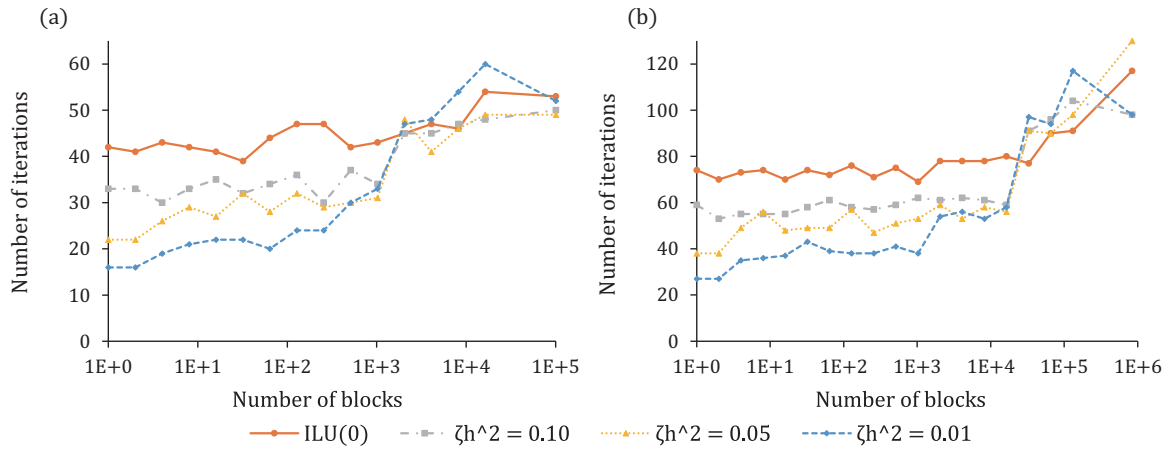 (a)
(b)
Number of iterations
60
50
40
30
20
10
0
1E+0 1E+1 1E+2 1E+3 1E+4 1E+5
Number of blocks
Number of iterations
120
100
80
60
40
20
0
1E+0 1E+1 1E+2 1E+3 1E+4 1E+5 1E+6
Number of blocks
ILU(0) ζh^2 = 0.10 ζh^2 = 0.05 ζh^2 = 0.01